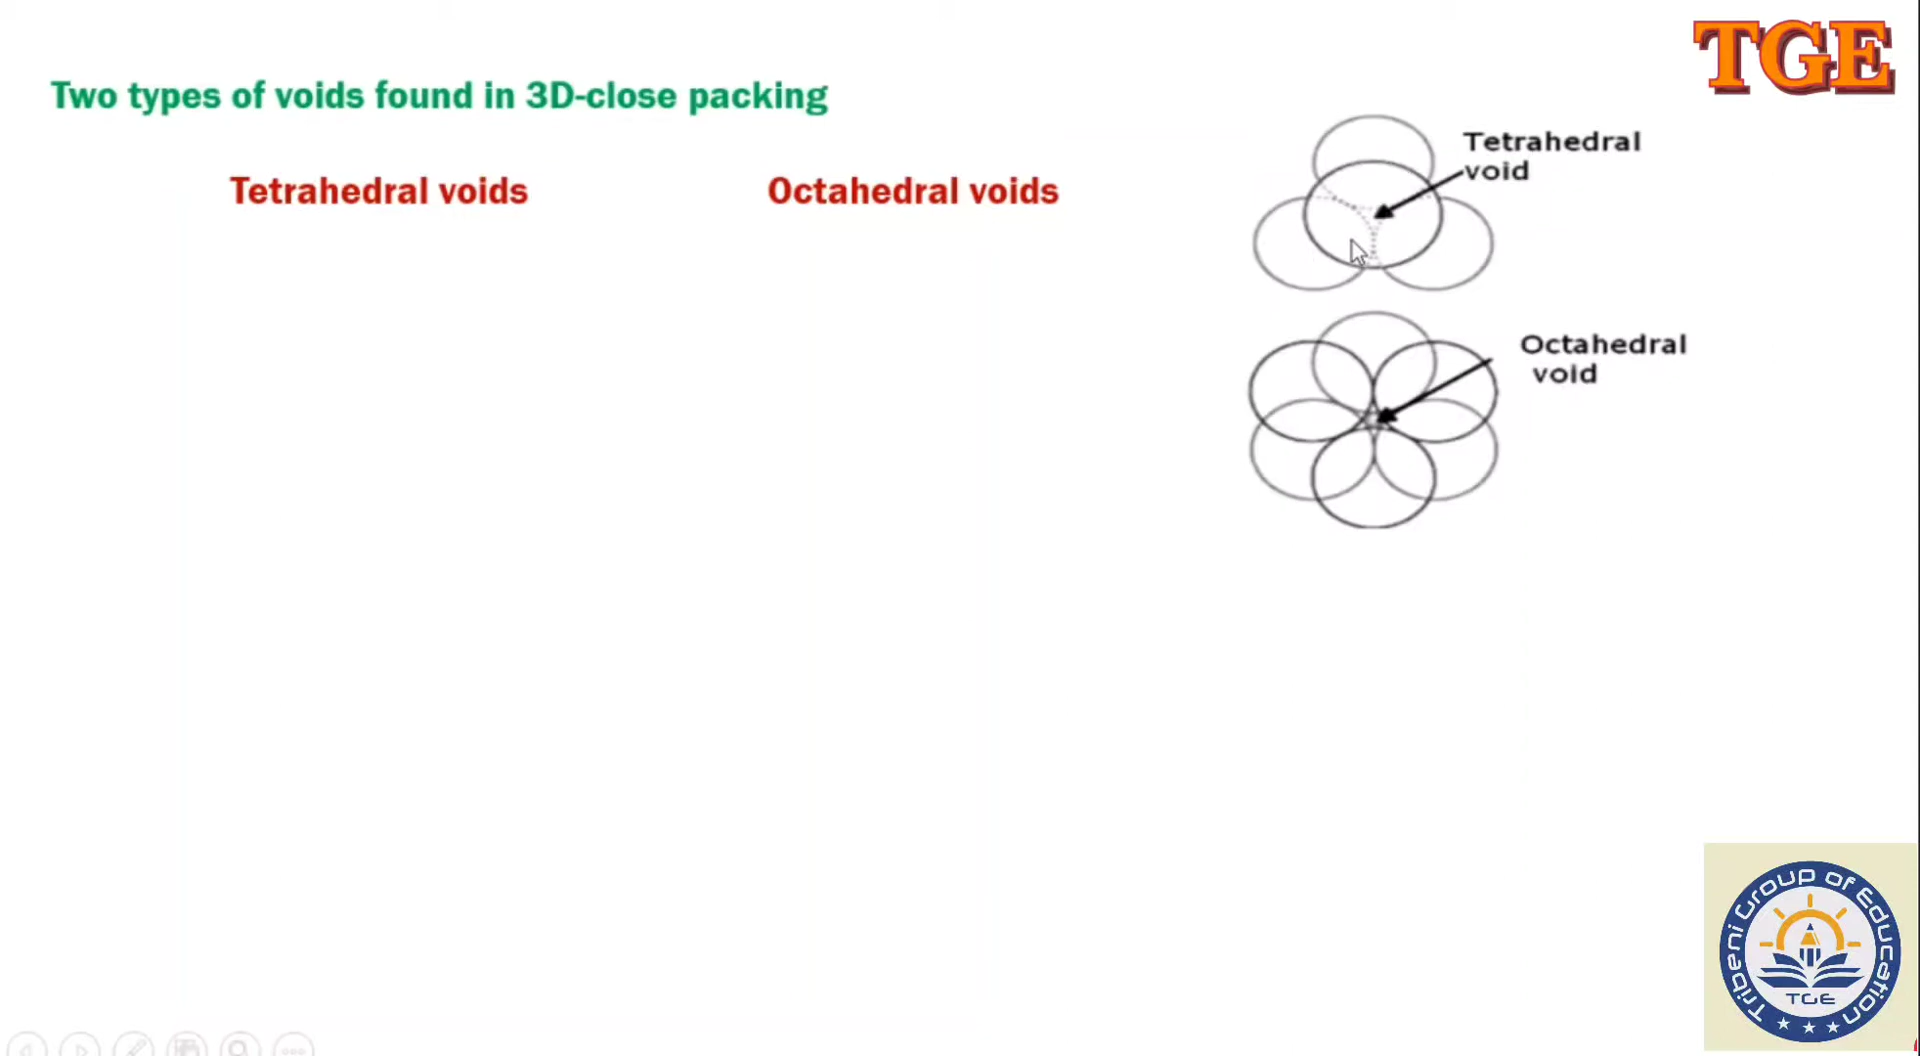 TGE
Two types of voids found in 3D-close packing
Tetrahedral voids
Octahedral voids
Tetrahedral
void
Octahedral
void
Tribeni Group of Education
TGE